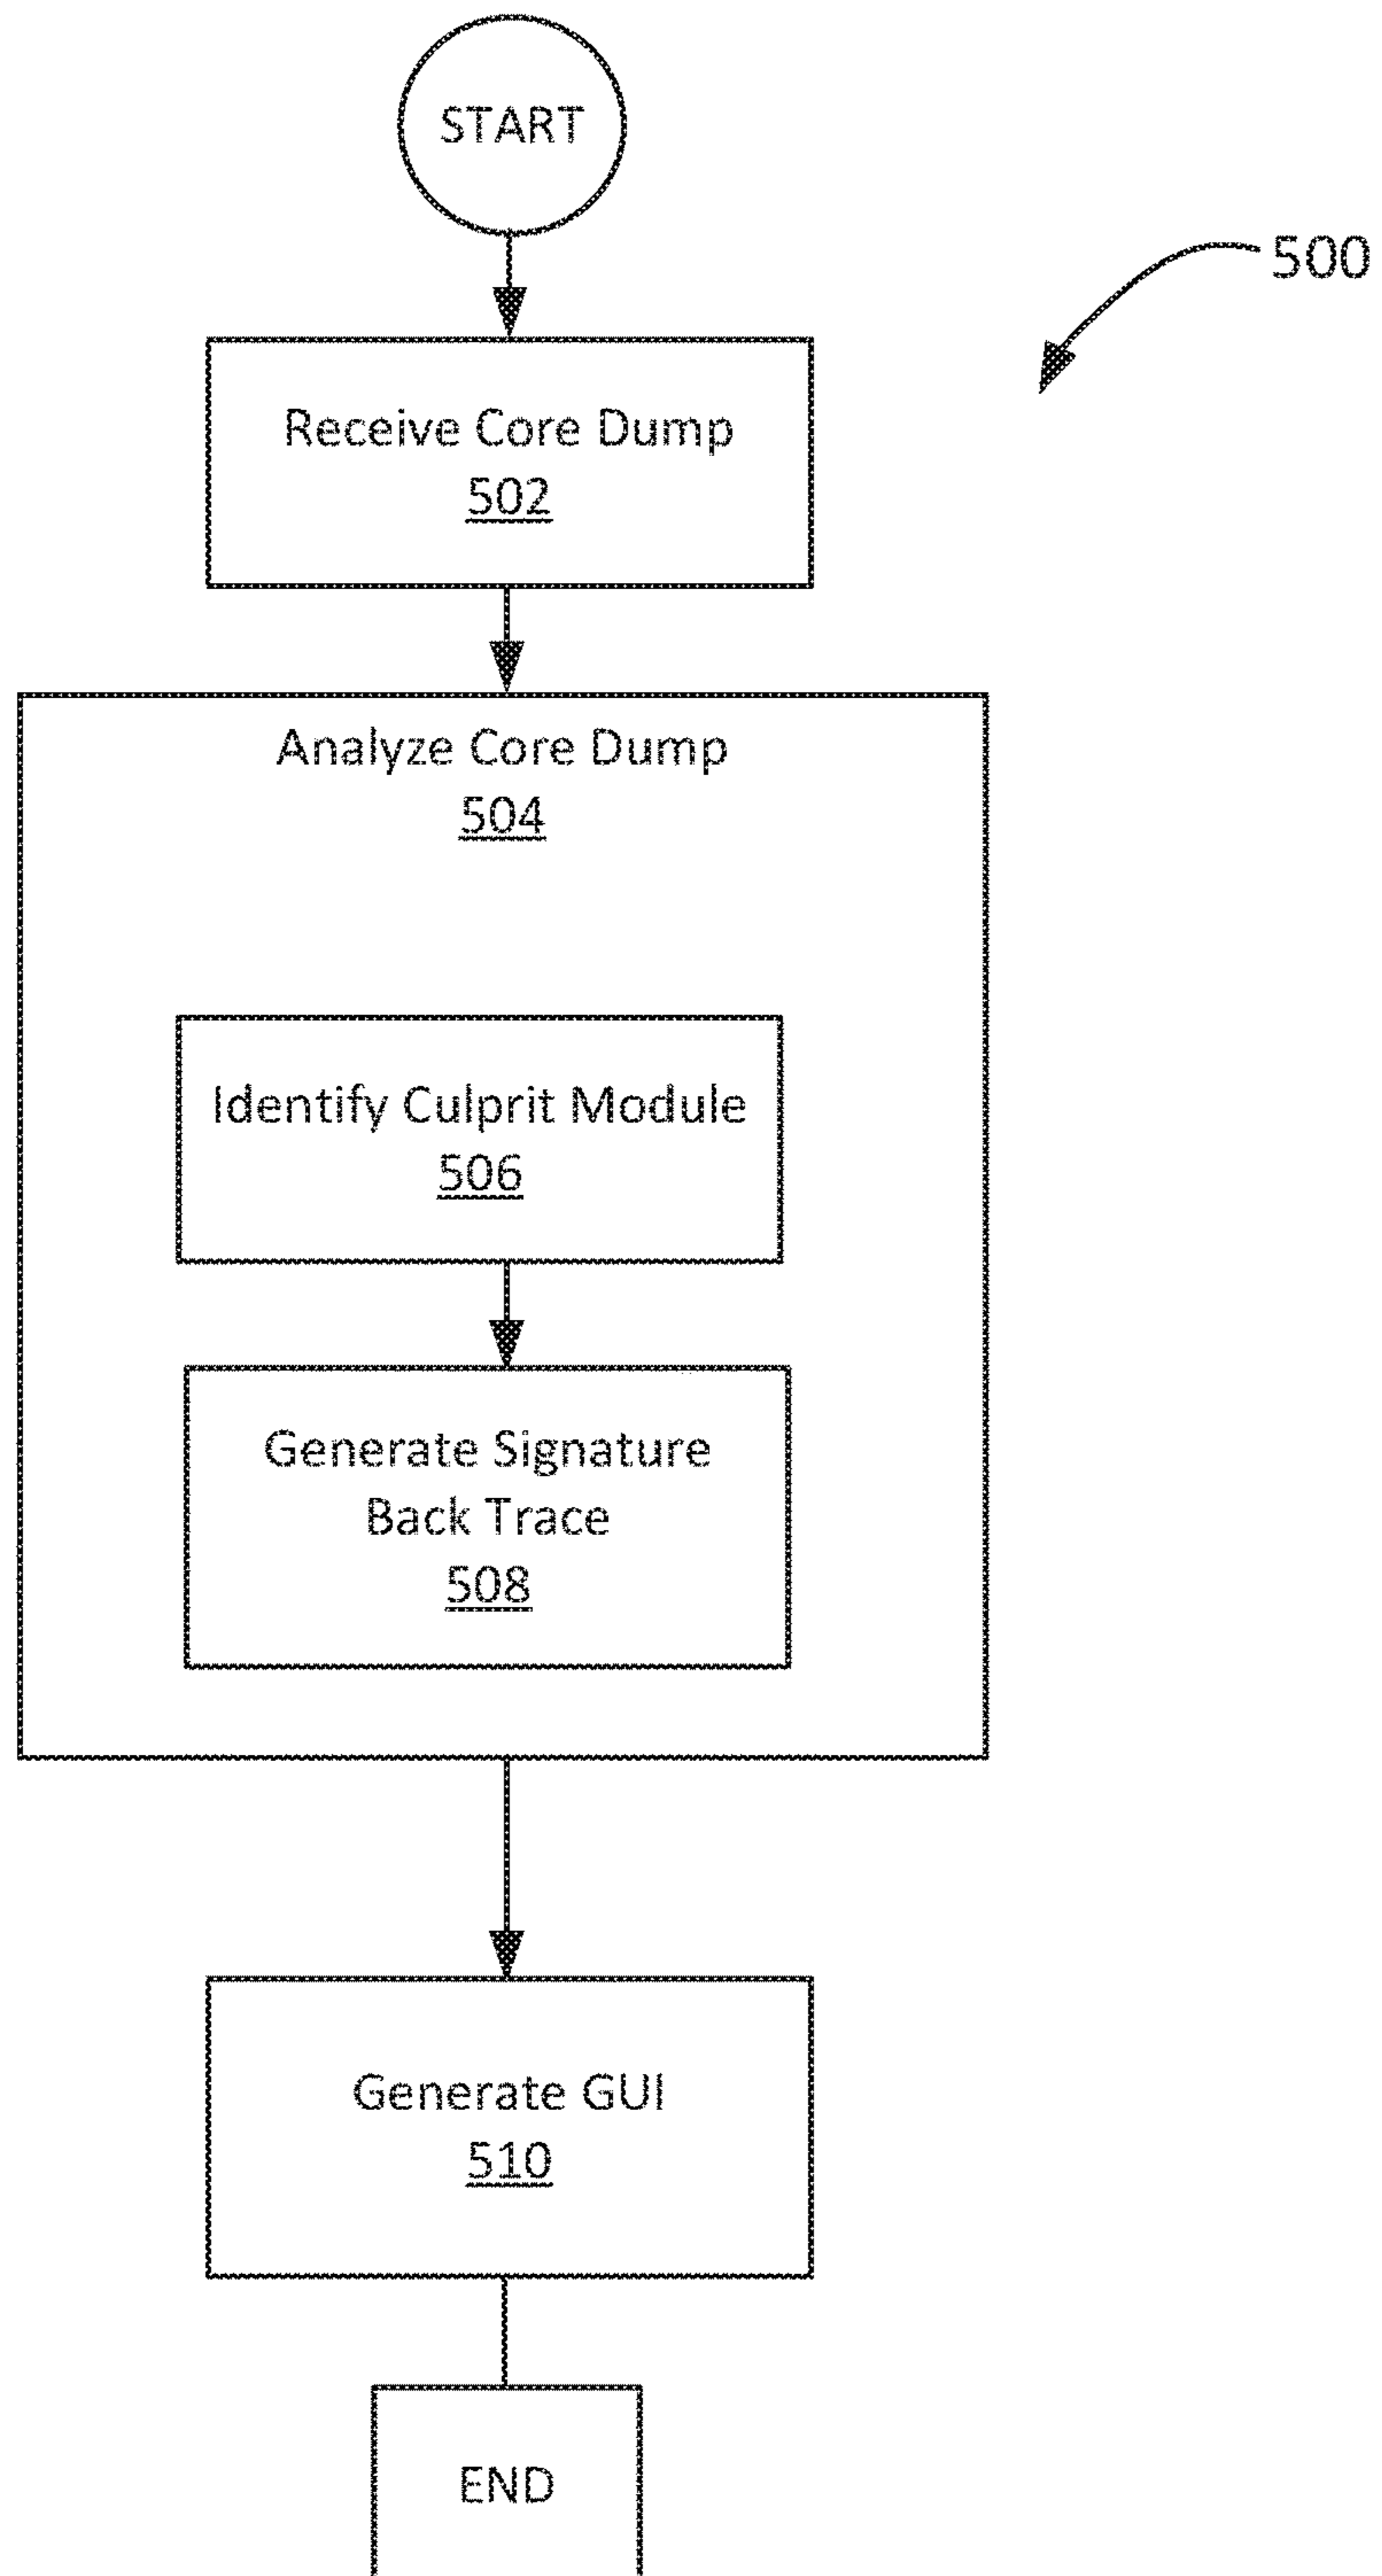 START
500
Receive Core Dump
502
Analyze Core Dump
504
Identify Culprit Module
506
Generate Signature
Back Trace
508
Generate GUI
510
END